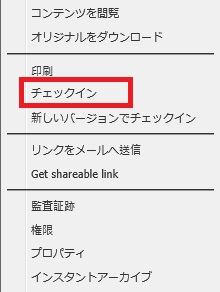 コンテンツを閲覧
オリジナルをダウンロード
印刷
チェックイン
新しいバージョンでチェックイン
リンクをメールへ送信
Get shareable link
監査証跡
権限
プロパティ
インスタントアーカイブ